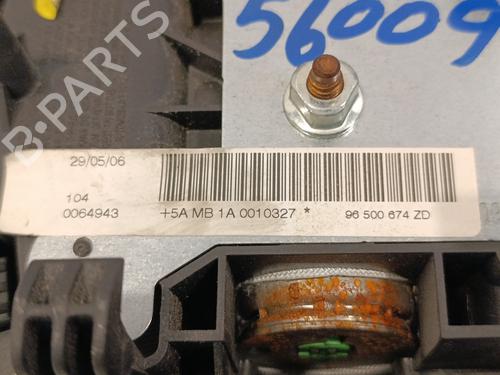 56009
B-PARTS
29/05/06
104
0064943
+5A MB 1A 0010327 *
96 500 674 ZD